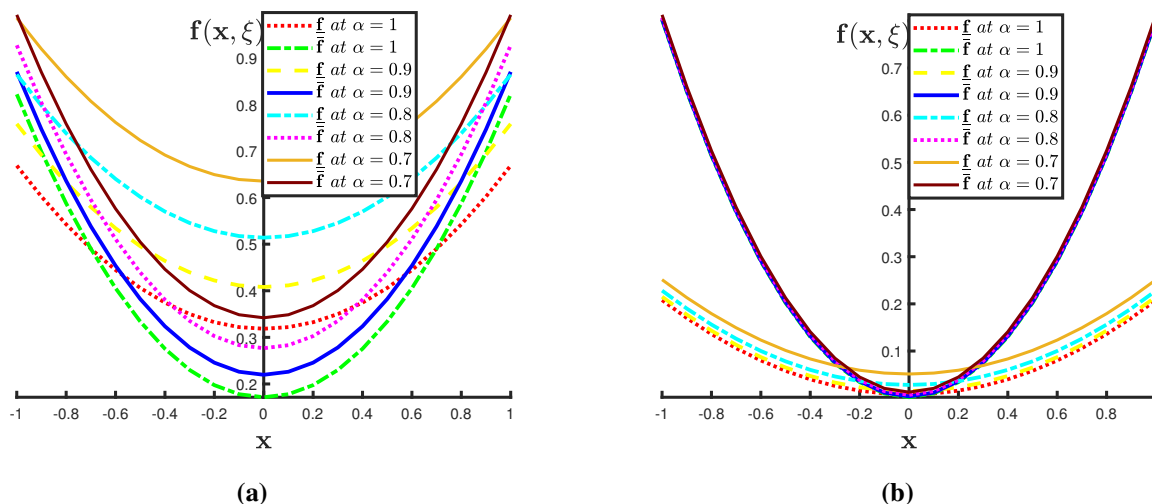 f(x, ξ)
0.9
0.8
0.7
0.6
0.5
0.4
0.3
0.2
-1 -0.8 -0.6 -0.4 -0.2 0 0.2 0.4 0.6 0.8 1
x
f at α = 1
f̄ at α = 1
f at α = 0.9
f̄ at α = 0.9
f at α = 0.8
f̄ at α = 0.8
f at α = 0.7
f̄ at α = 0.7
(a)
f(x, ξ)
0.7
0.6
0.5
0.4
0.3
0.2
0.1
-1 -0.8 -0.6 -0.4 -0.2 0 0.2 0.4 0.6 0.8
x
f at α = 1
f̄ at α = 1
f at α = 0.9
f̄ at α = 0.9
f at α = 0.8
f̄ at α = 0.8
f at α = 0.7
f̄ at α = 0.7
(b)